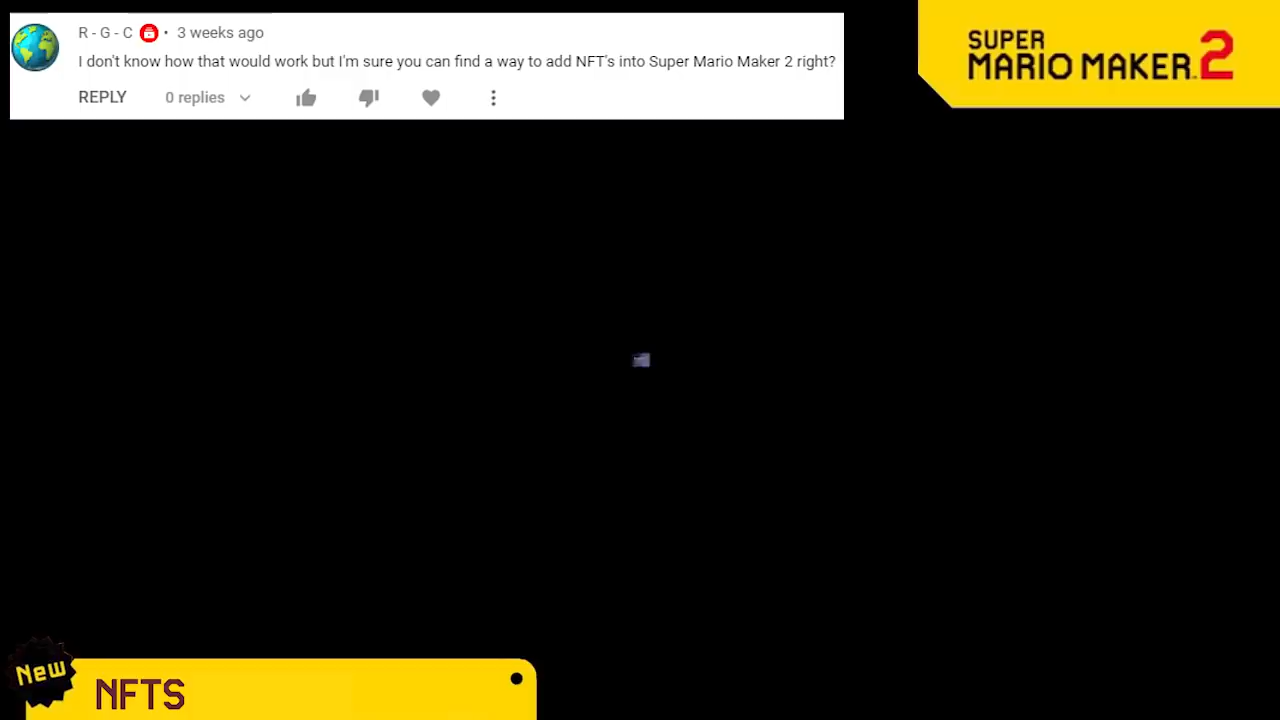 R - G - C • 3 weeks ago
I don't know how that would work but I'm sure you can find a way to add NFT's into Super Mario Maker 2 right?
REPLY 0 replies
SUPER
MARIO MAKER 2
New
NFTS